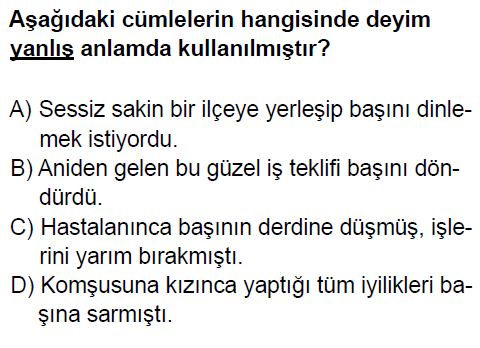 Aşağıdaki cümlelerin hangisinde deyim
yanlış anlamda kullanılmıştır?
A) Sessiz sakin bir ilçeye yerleşip başını dinle-
mek istiyordu.
B) Aniden gelen bu güzel iş teklifi başını dön-
dürdü.
C) Hastalanınca başının derdine düşmüş, işle-
rini yarım bırakmıştı.
D) Komşusuna kızınca yaptığı tüm iyilikleri ba-
şına sarmıştı.